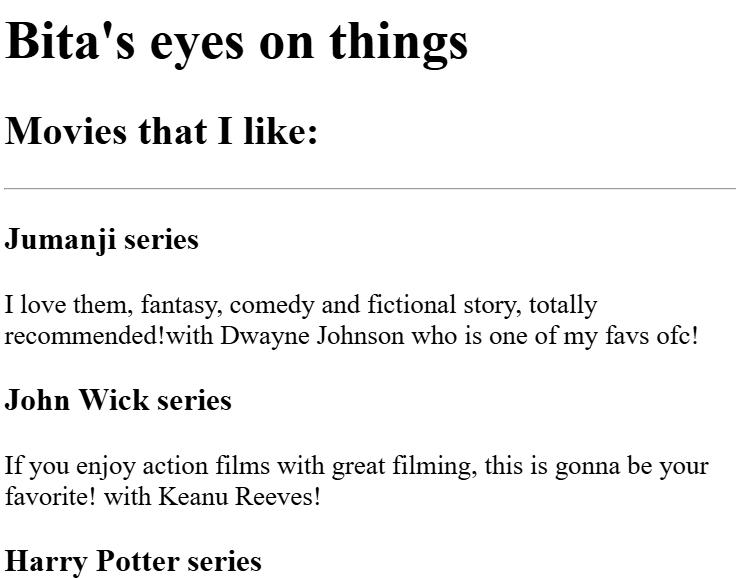 Bita's eyes on things
Movies that I like:
Jumanji series
I love them, fantasy, comedy and fictional story, totally
recommended!with Dwayne Johnson who is one of my favs ofc!
John Wick series
If you enjoy action films with great filming, this is gonna be your
favorite! with Keanu Reeves!
Harry Potter series